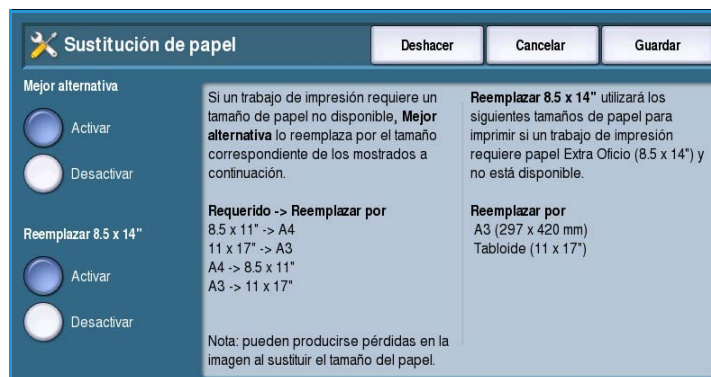 Sustitución de papel
Deshacer
Cancelar
Guardar
Mejor alternativa
Activar
Desactivar
Reemplazar 8.5 x 14"
Activar
Desactivar
Si un trabajo de impresión requiere un
tamaño de papel no disponible, Mejor
alternativa lo reemplaza por el tamaño
correspondiente de los mostrados a
continuación.
Requerido -> Reemplazar por
8.5 x 11" -> A4
11 x 17" -> A3
A4 -> 8.5 x 11"
A3 -> 11 x 17"
Nota: pueden producirse pérdidas en la
imagen al sustituir el tamaño del papel.
Reemplazar 8.5 x 14" utilizará los
siguientes tamaños de papel para
imprimir si un trabajo de impresión
requiere papel Extra Oficio (8.5 x 14") y
no está disponible.
Reemplazar por
A3 (297 x 420 mm)
Tabloide (11 x 17")